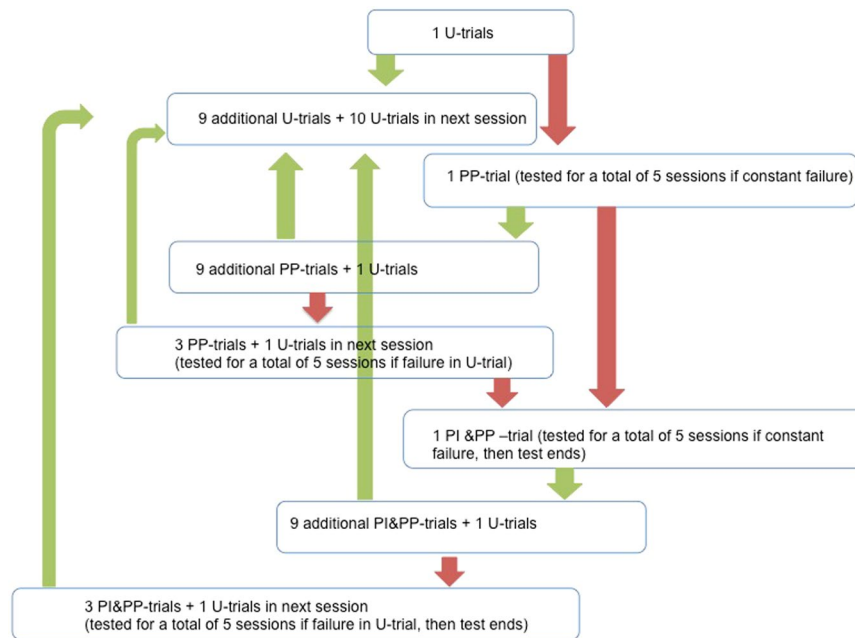 1 U-trials
9 additional U-trials + 10 U-trials in next session
1 PP-trial (tested for a total of 5 sessions if constant failure)
9 additional PP-trials + 1 U-trials
3 PP-trials + 1 U-trials in next session
(tested for a total of 5 sessions if failure in U-trial)
1 PI &PP –trial (tested for a total of 5 sessions if constant
failure, then test ends)
9 additional PI&PP-trials + 1 U-trials
3 PI&PP-trials + 1 U-trials in next session
(tested for a total of 5 sessions if failure in U-trial, then test ends)